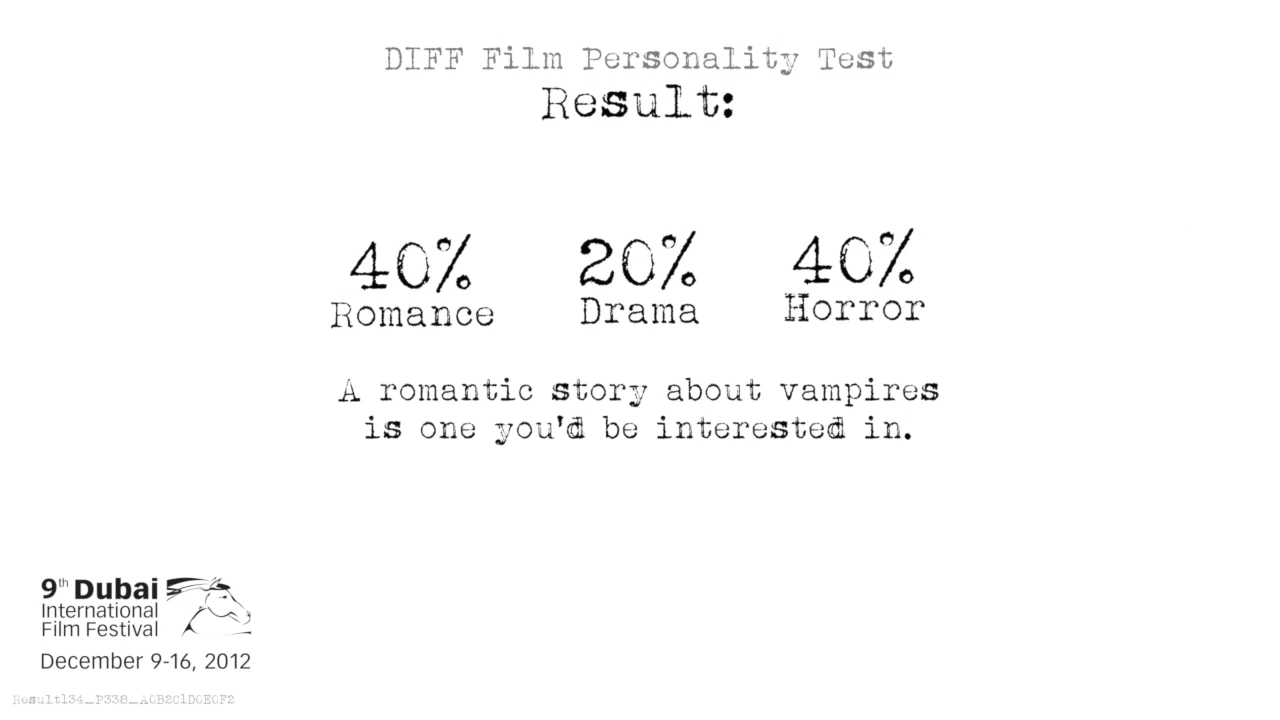 DIFF Film Personality Test
Result:
40% 20% 40%
Romance Drama Horror
A romantic story about vampires
is one you'd be interested in.
9th Dubai
International
Film Festival
December 9-16, 2012
Result134_P338_A0B2C1D0E0F2